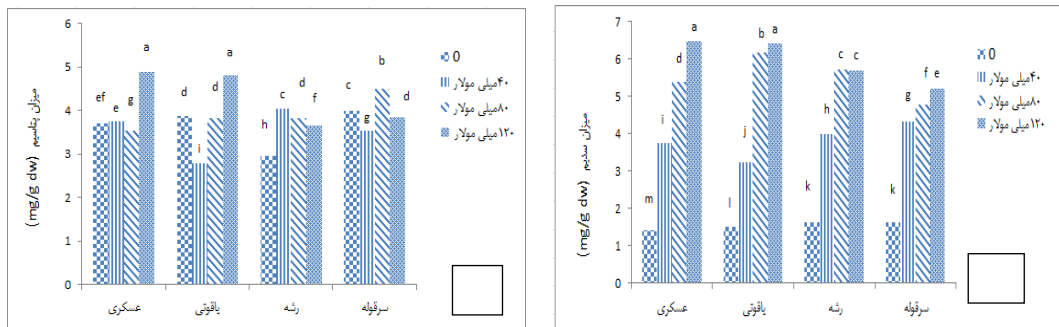 6
5
4
3
2
1
0
میزان پتاسیم (mg/g dw)
ef e g a
d i d a
h c d f
c g b d
عسکری یاقوتی رشه سرقوله
0
۴۰میلی مولار
۸۰میلی مولار
۱۲۰میلی مولار
7
6
5
4
3
2
1
0
میزان سدیم (mg/g dw)
m i d a
l j b a
k h c c
k g f e
عسکری یاقوتی رشه سرقوله
0
۴۰میلی مولار
۸۰میلی مولار
۱۲۰میلی مولار